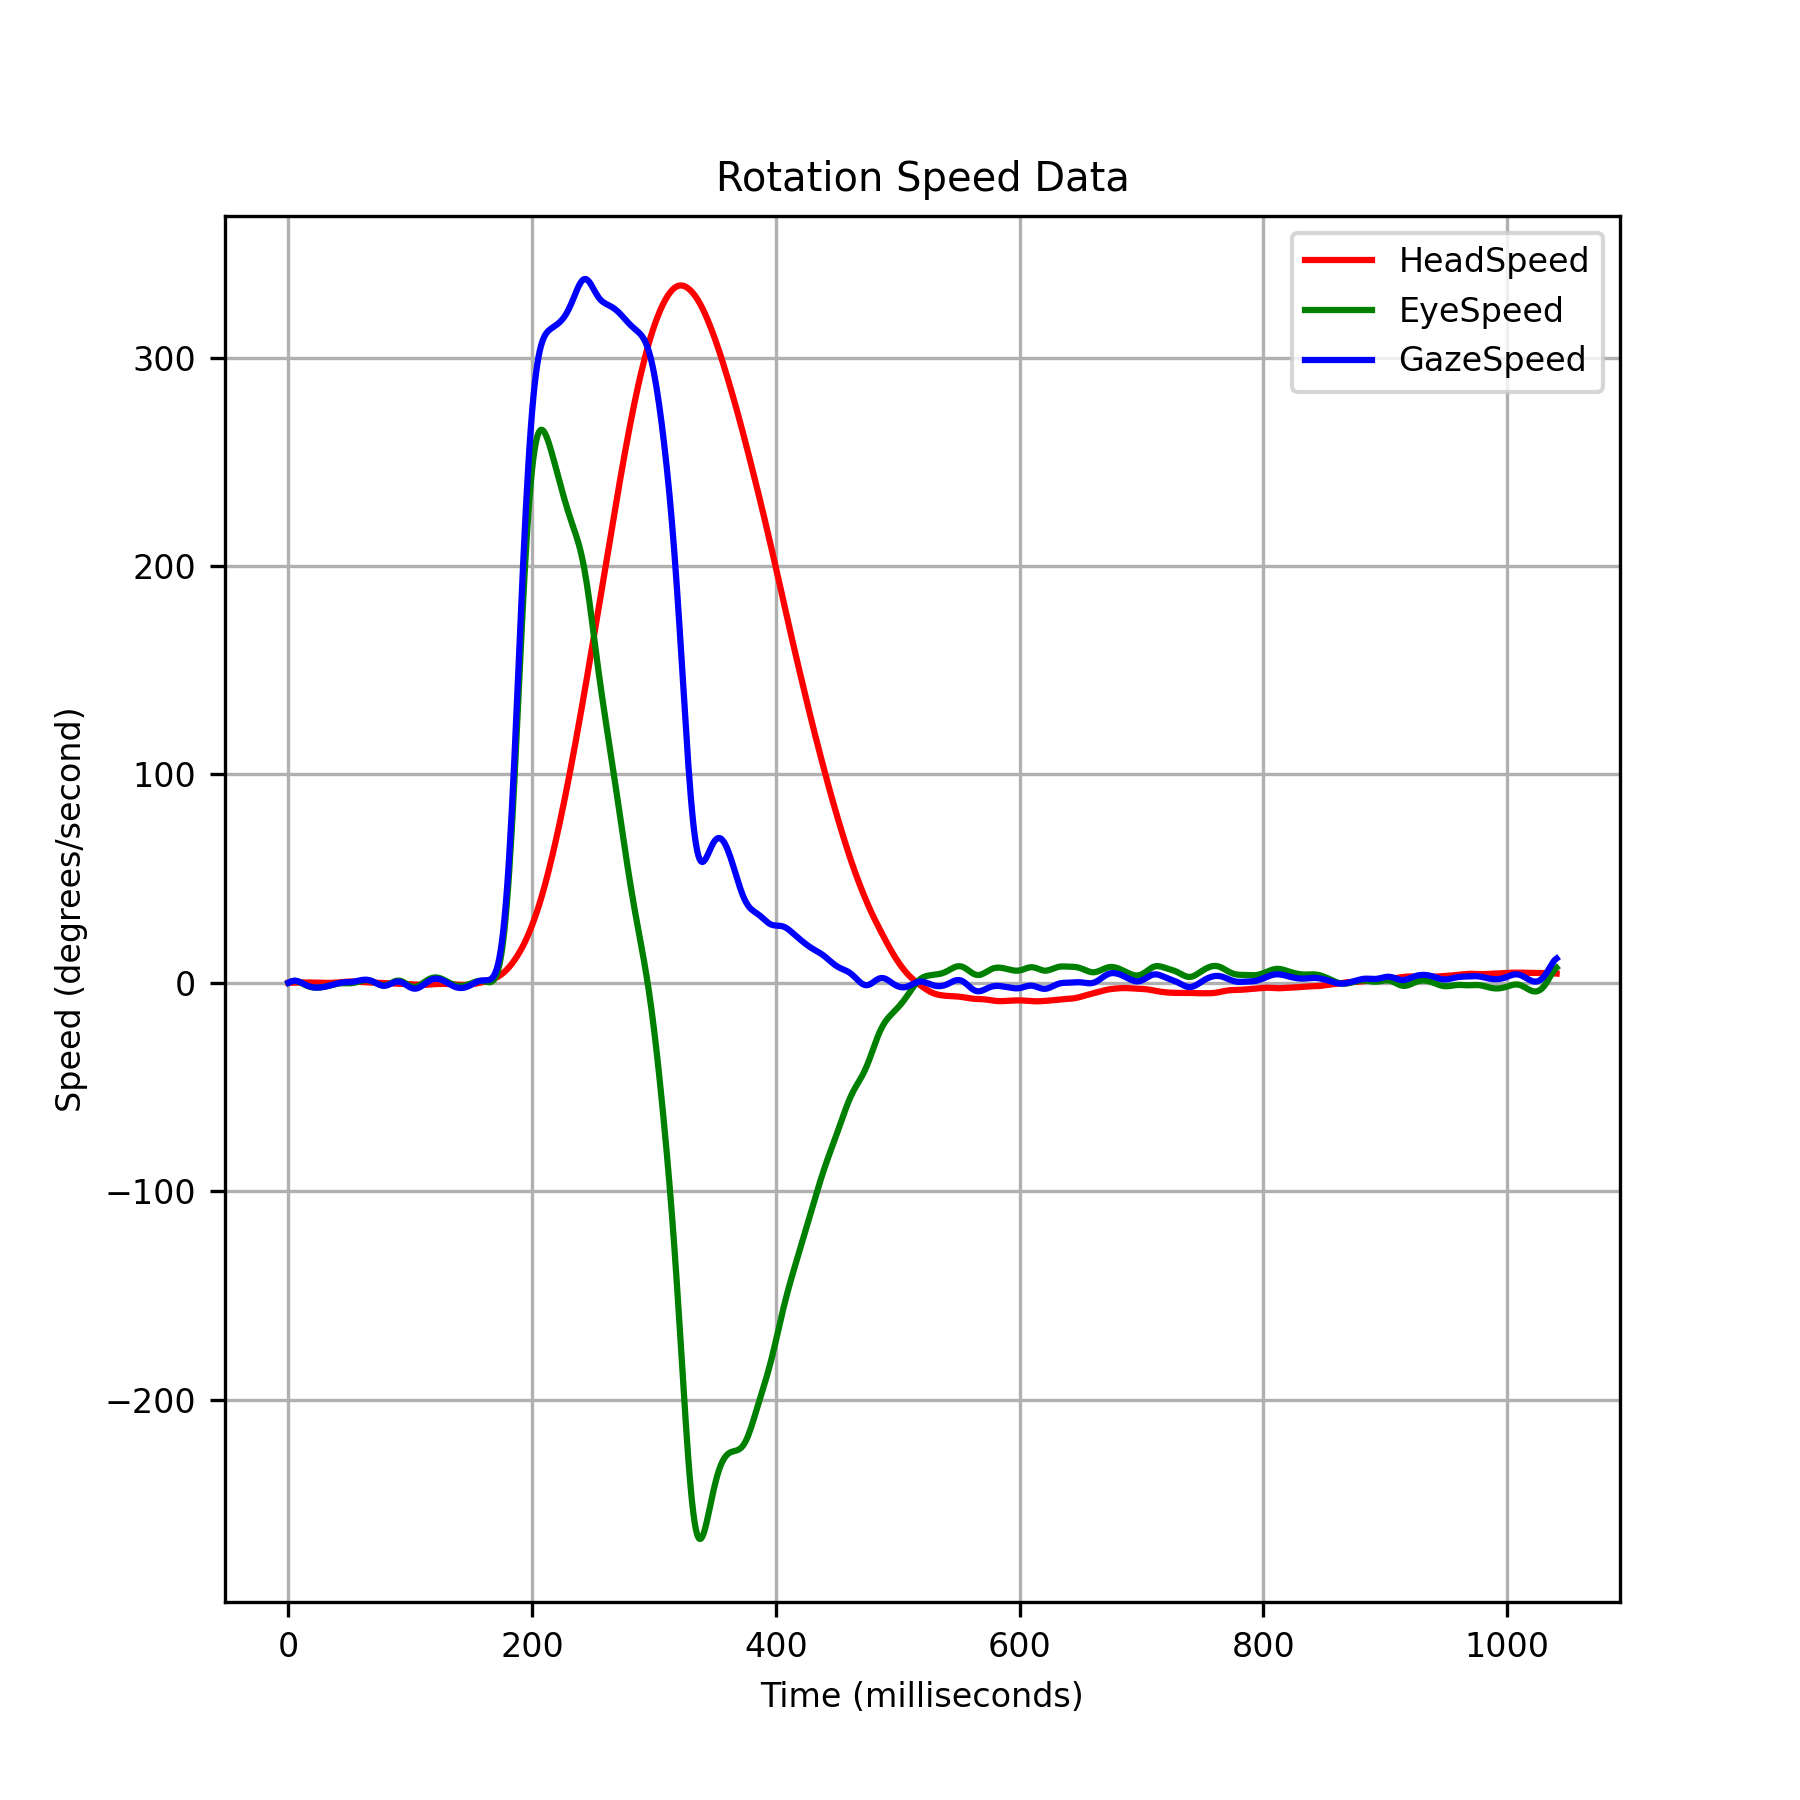 Rotation Speed Data
HeadSpeed
EyeSpeed
GazeSpeed
300
200
100
0
−100
−200
Speed (degrees/second)
0 200 400 600 800 1000
Time (milliseconds)